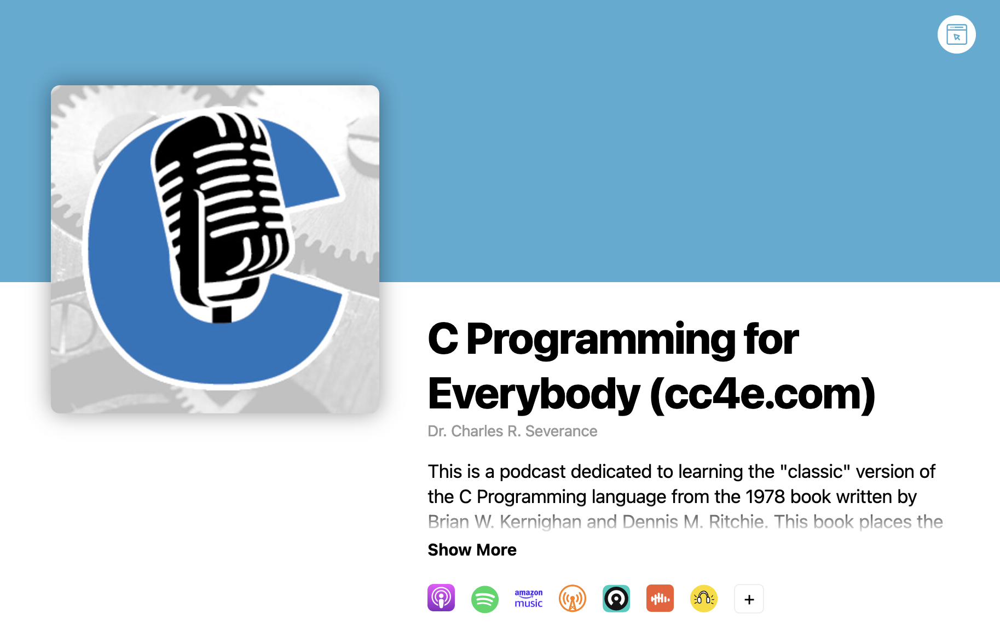 C Programming for
Everybody (cc4e.com)
Dr. Charles R. Severance
This is a podcast dedicated to learning the "classic" version of
the C Programming language from the 1978 book written by
Brian W. Kernighan and Dennis M. Ritchie. This book places the
Show More
amazon
music
+